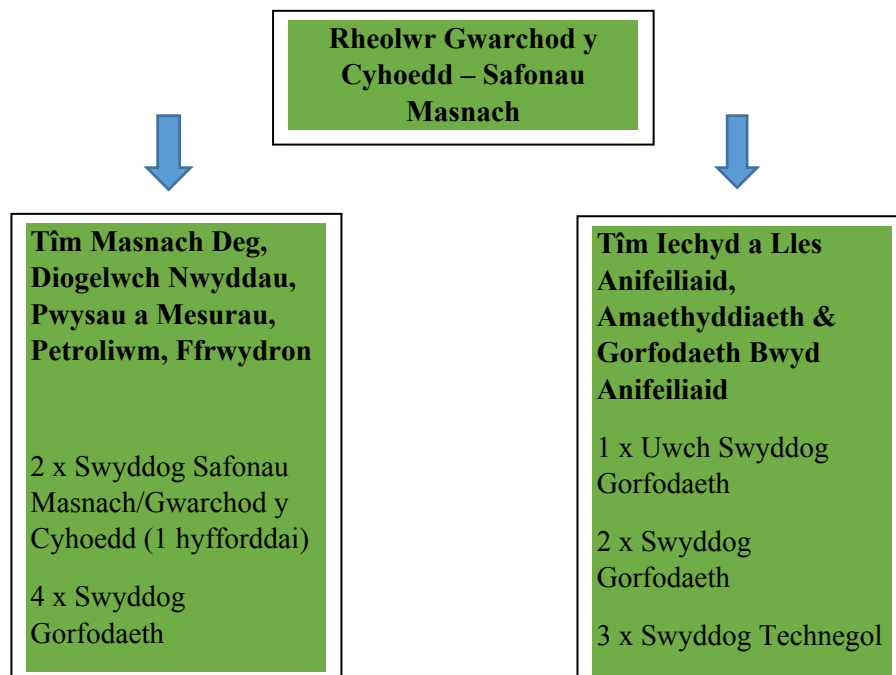 Rheolwr Gwarchod y
Cyhoedd – Safonau
Masnach
Tîm Masnach Deg,
Diogelwch Nwyddau,
Pwysau a Mesurau,
Petroliwm, Ffrwydron
2 x Swyddog Safonau
Masnach/Gwarchod y
Cyhoedd (1 hyfforddai)
4 x Swyddog
Gorfodaeth
Tîm Iechyd a Lles
Anifeiliaid,
Amaethyddiaeth &
Gorfodaeth Bwyd
Anifeiliaid
1 x Uwch Swyddog
Gorfodaeth
2 x Swyddog
Gorfodaeth
3 x Swyddog Technegol